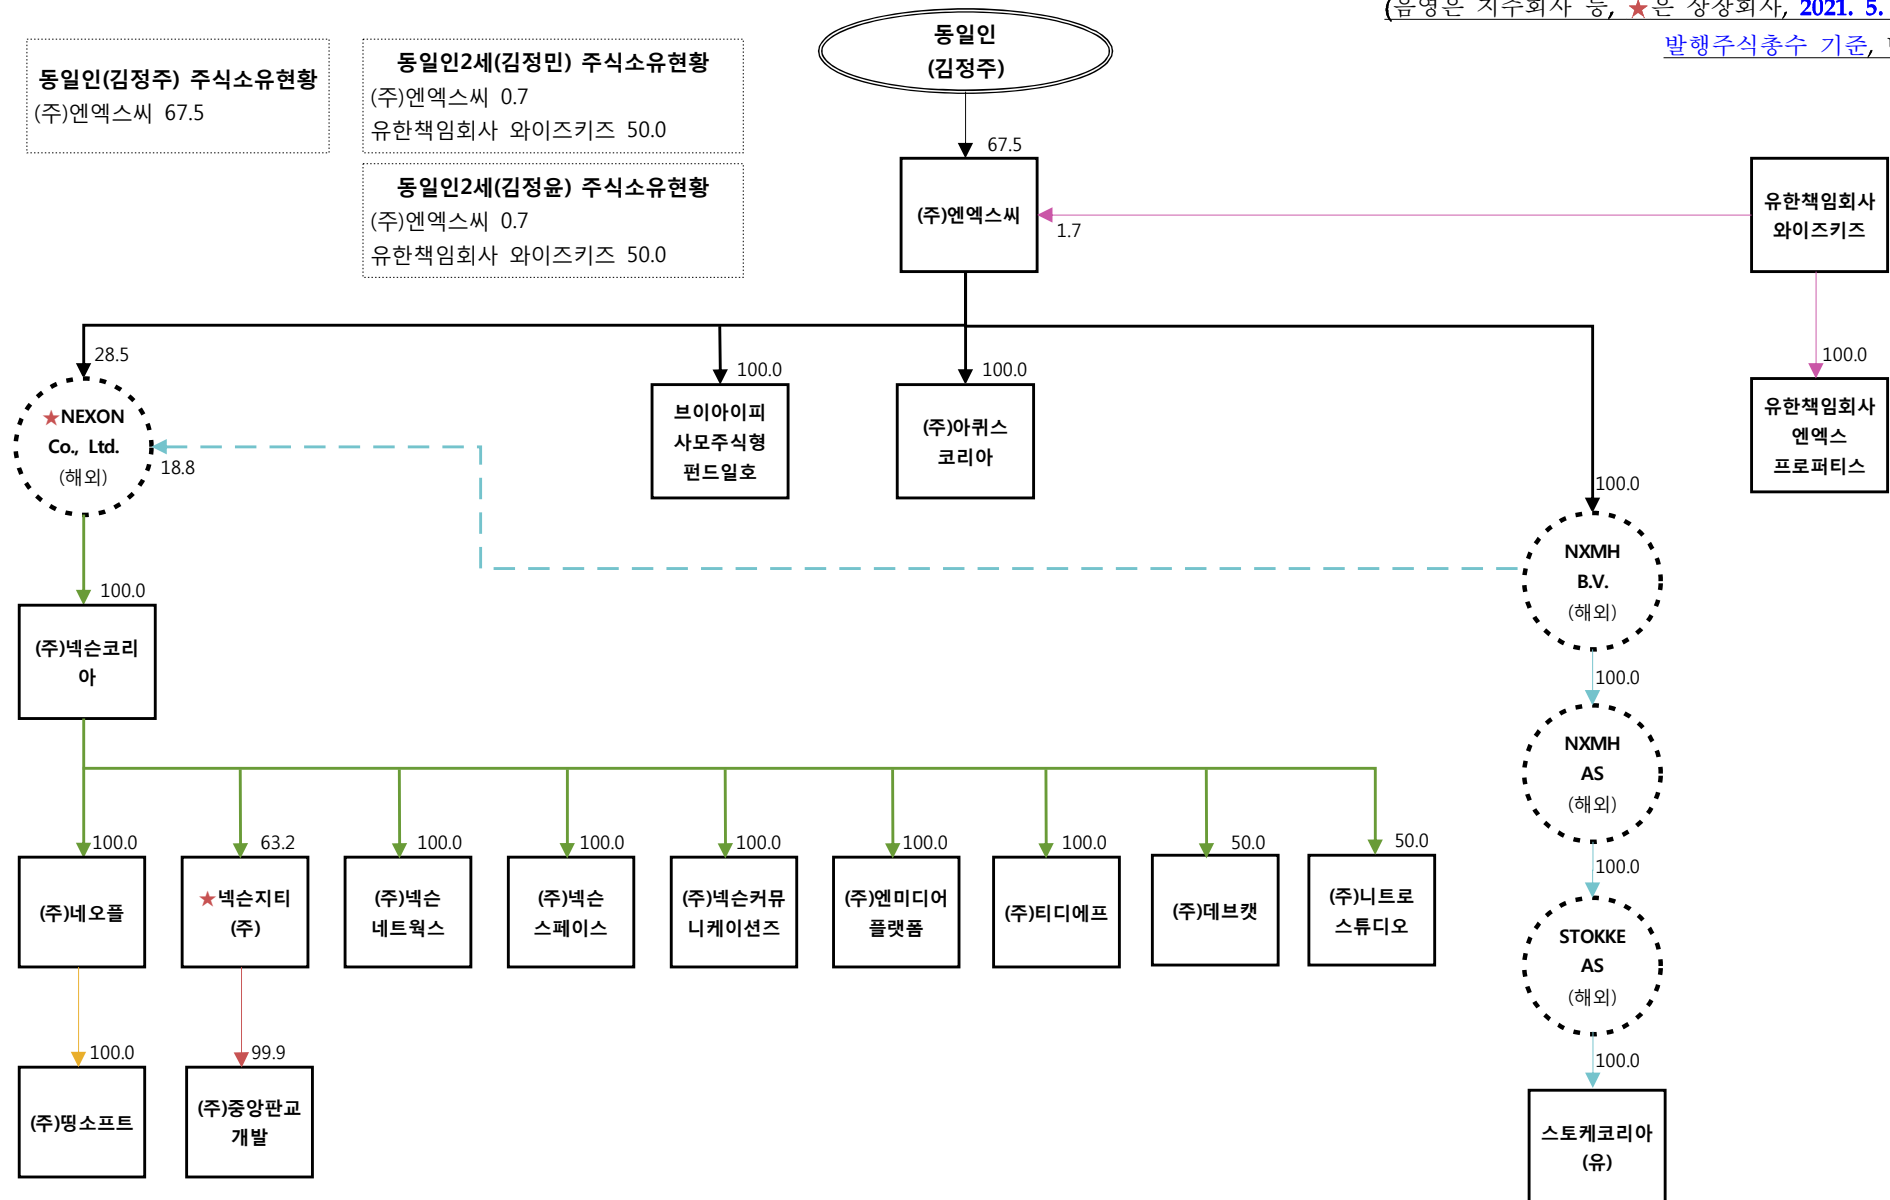 (음영은 지주회사 등, ★은 상장회사, 2021. 5.
발행주식총수 기준,
동일인(김정주) 주식소유현황
(주)엔엑스씨 67.5
동일인2세(김정민) 주식소유현황
(주)엔엑스씨 0.7
유한책임회사 와이즈키즈 50.0
동일인2세(김정윤) 주식소유현황
(주)엔엑스씨 0.7
유한책임회사 와이즈키즈 50.0
동일인
(김정주)
67.5
(주)엔엑스씨
1.7
유한책임회사
와이즈키즈
28.5
100.0
100.0
100.0
100.0
★NEXON
Co., Ltd.
(해외)
18.8
브이아이피
사모주식형
펀드일호
(주)아퀴스
코리아
유한책임회사
엔엑스
프로퍼티스
NXMH
B.V.
(해외)
100.0
(주)넥슨코리
아
100.0
NXMH
AS
(해외)
100.0
63.2
100.0
100.0
100.0
100.0
100.0
50.0
50.0
100.0
(주)네오플
★넥슨지티
(주)
(주)넥슨
네트웍스
(주)넥슨
스페이스
(주)넥슨커뮤
니케이션즈
(주)엔미디어
플랫폼
(주)티디에프
(주)데브캣
(주)니트로
스튜디오
STOKKE
AS
(해외)
100.0
99.9
100.0
(주)띵소프트
(주)중앙판교
개발
스토케코리아
(유)